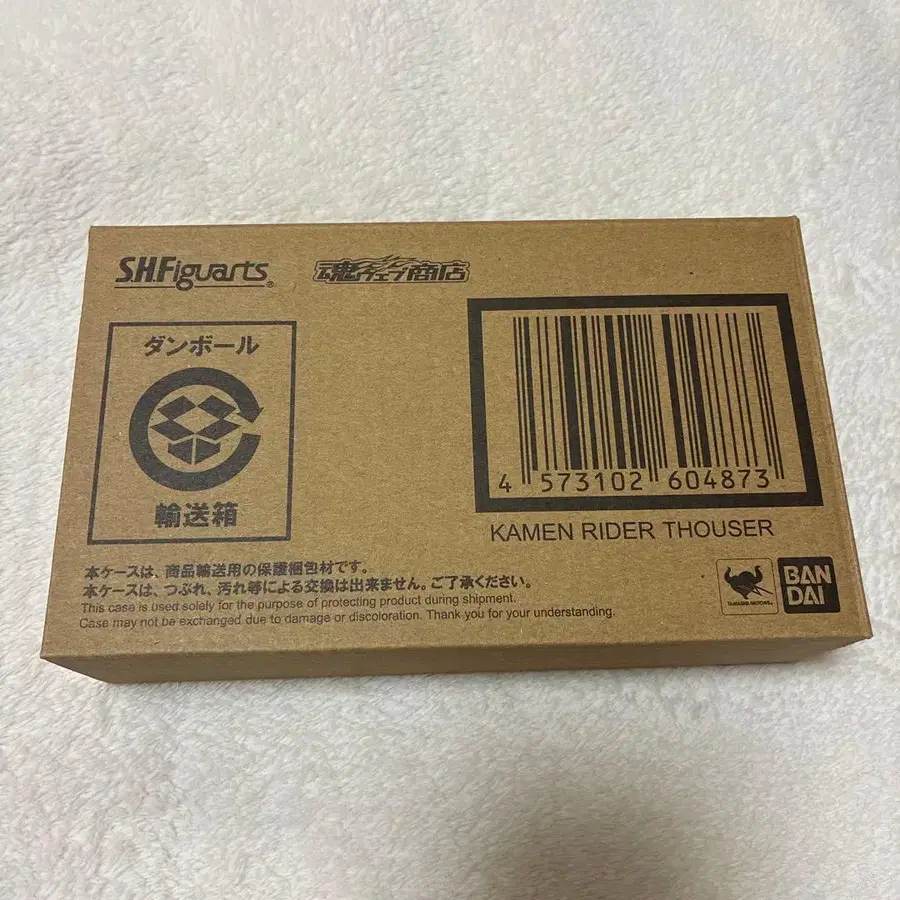 S.H.Figuarts®
魂ウェブ商店
ダンボール
輸送箱
4 573102 604873
KAMEN RIDER THOUSER
本ケースは、商品輸送用の保護梱包材です。
本ケースは、つぶれ、汚れ等による交換は出来ません。ご了承ください。
This case is used solely for the purpose of protecting product during shipment.
Case may not be exchanged due to damage or discoloration. Thank you for your understanding.
TAMASHII NATIONS
BAN
DAI